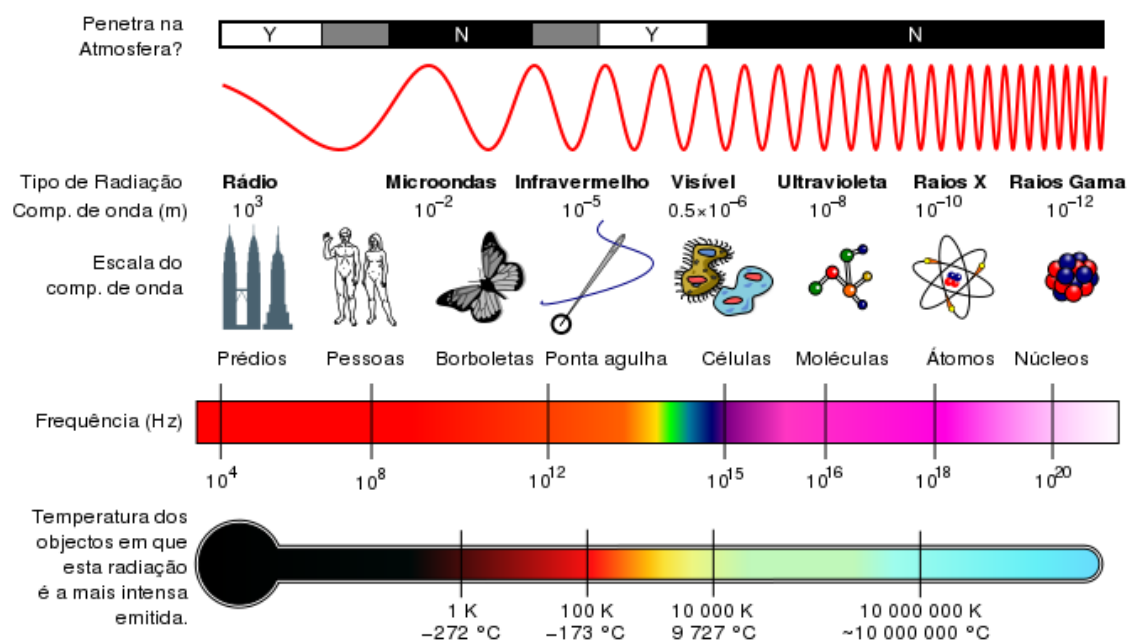 Penetra na
Atmosfera?
Y N Y N
Tipo de Radiação Rádio Microondas Infravermelho Visível Ultravioleta Raios X Raios Gama
Comp. de onda (m) 10³ 10⁻² 10⁻⁵ 0.5×10⁻⁶ 10⁻⁸ 10⁻¹⁰ 10⁻¹²
Escala do
comp. de onda
Prédios Pessoas Borboletas Ponta agulha Células Moléculas Átomos Núcleos
Frequência (Hz)
10⁴ 10⁸ 10¹² 10¹⁵ 10¹⁶ 10¹⁸ 10²⁰
Temperatura dos
objectos em que
esta radiação
é a mais intensa
emitida.
1 K 100 K 10 000 K 10 000 000 K
−272 °C −173 °C 9 727 °C ~10 000 000 °C